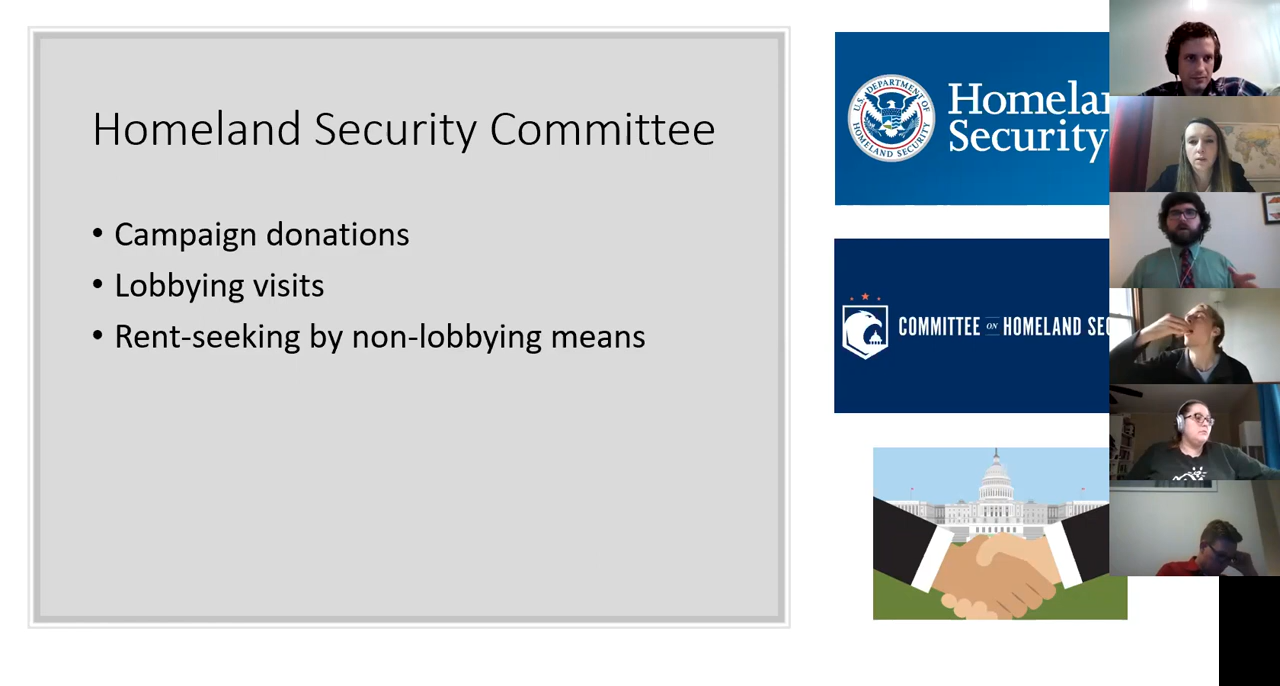 Homeland Security Committee
• Campaign donations
• Lobbying visits
• Rent-seeking by non-lobbying means
U.S. DEPARTMENT OF
HOMELAND SECURITY
Homelan
Security
COMMITTEE ON HOMELAND SEC